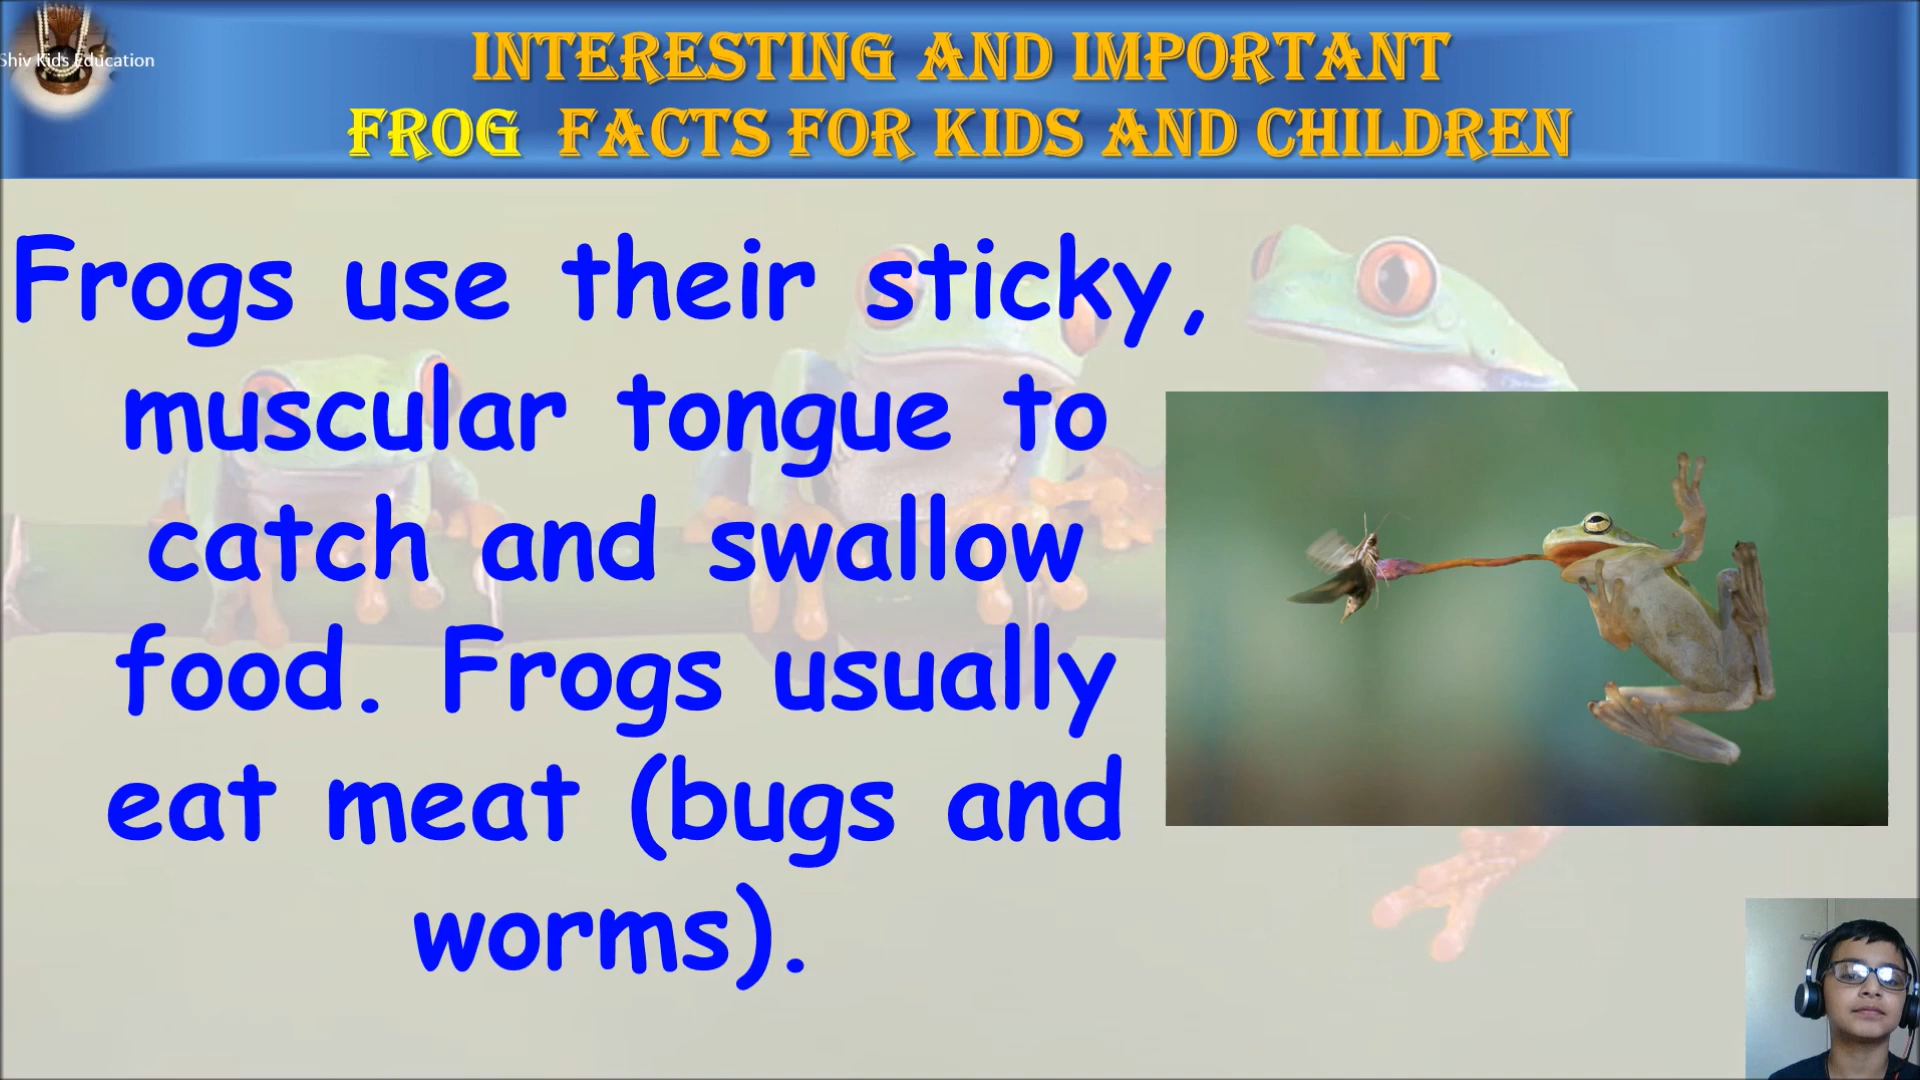 Shiv Kids Education
INTERESTING AND IMPORTANT
FROG FACTS FOR KIDS AND CHILDREN
Frogs use their sticky,
muscular tongue to
catch and swallow
food. Frogs usually
eat meat (bugs and
worms).